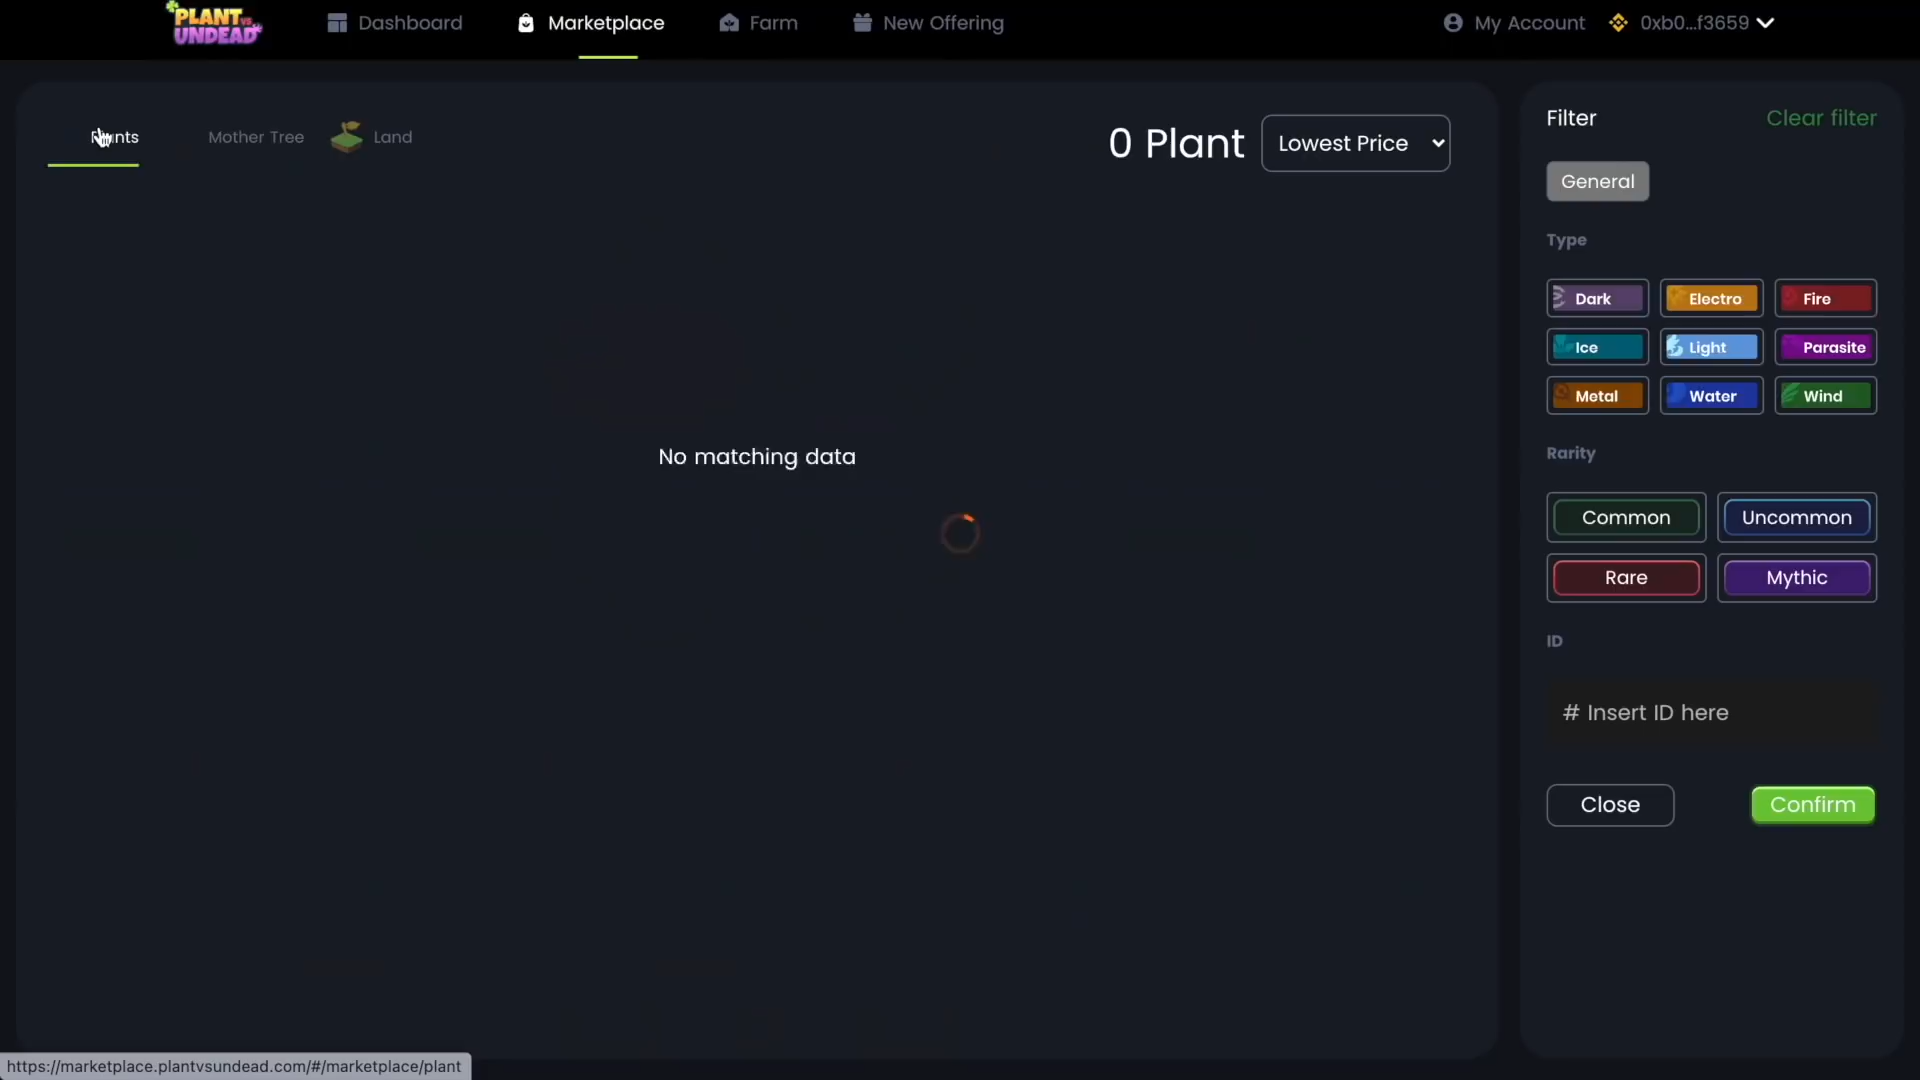 PLANT VS
UNDEAD
Dashboard
Marketplace
Farm
New Offering
My Account
0xb0...f3659
Plants
Mother Tree
Land
0 Plant
Lowest Price
No matching data
Filter
Clear filter
General
Type
Dark
Electro
Fire
Ice
Light
Parasite
Metal
Water
Wind
Rarity
Common
Uncommon
Rare
Mythic
ID
# Insert ID here
Close
Confirm
https://marketplace.plantvsundead.com/#/marketplace/plant